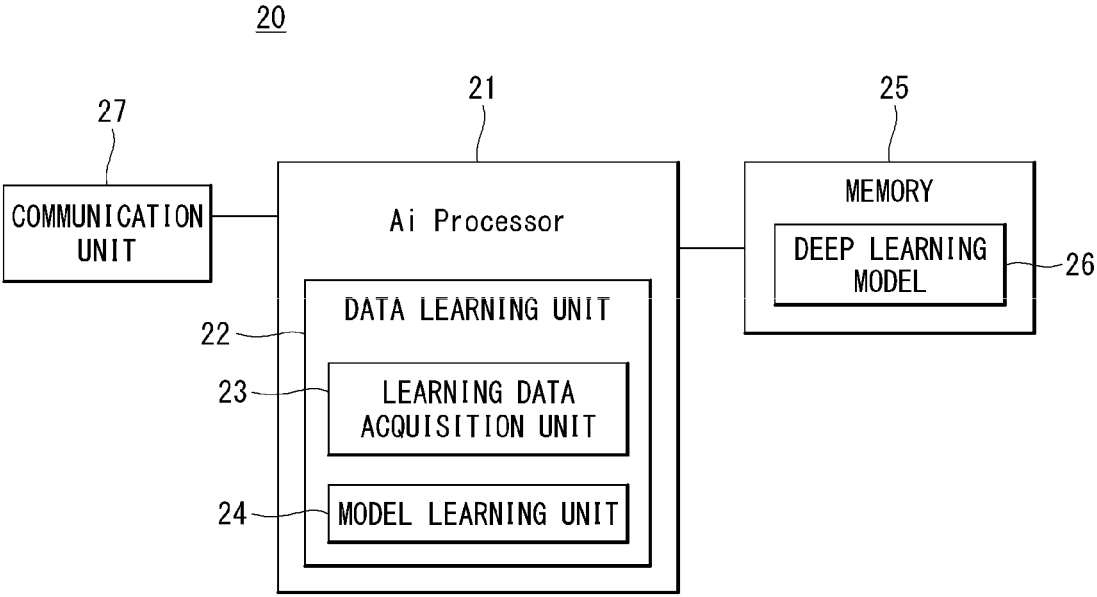 20
27
21
25
COMMUNICATION
UNIT
Ai Processor
MEMORY
DEEP LEARNING
MODEL
26
22
DATA LEARNING UNIT
23
LEARNING DATA
ACQUISITION UNIT
24
MODEL LEARNING UNIT